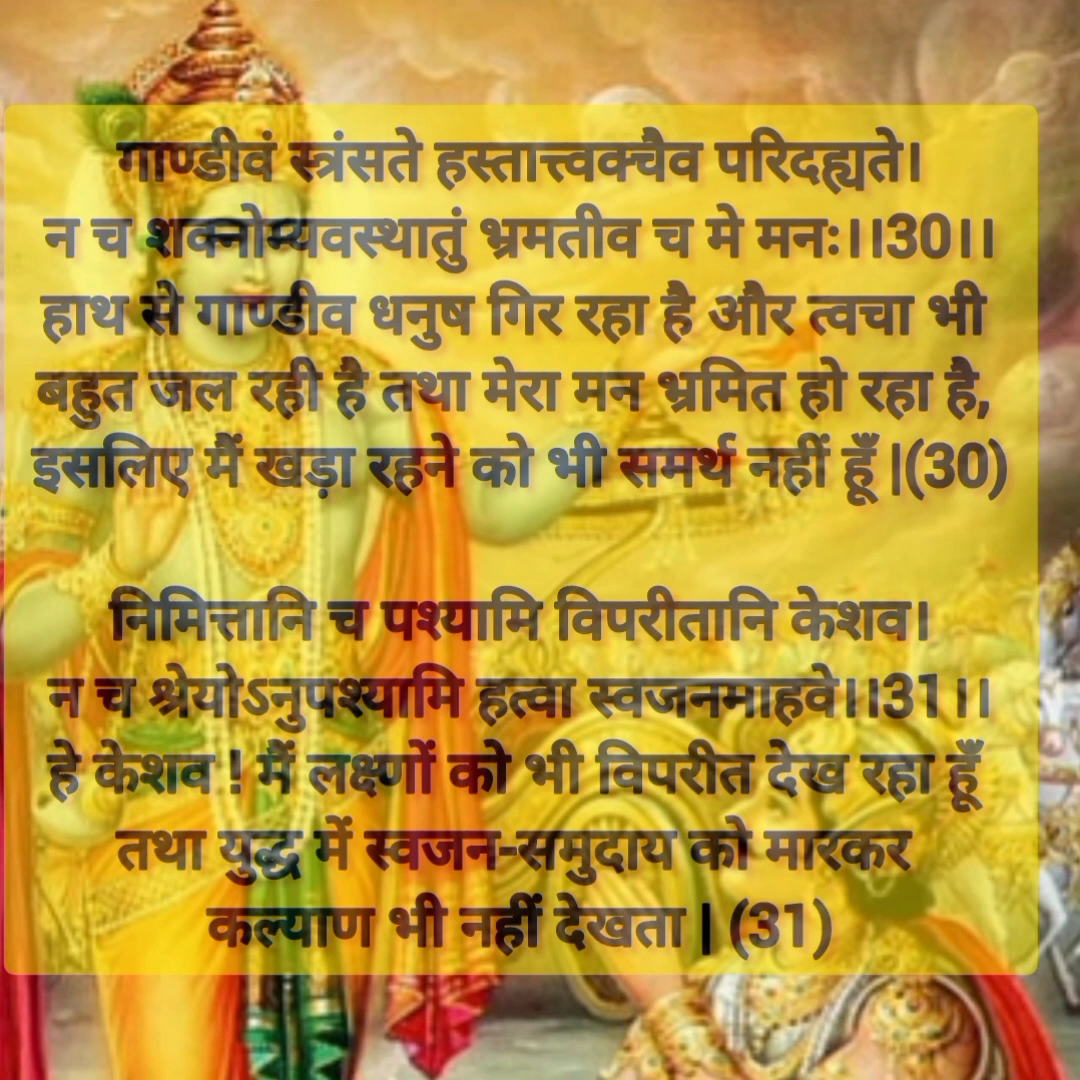 गाण्डीवं स्त्रंसते हस्तात्त्वक्चैव परिदह्यते।
न च शक्नोम्यवस्थातुं भ्रमतीव च मे मनः।।30।।
हाथ से गाण्डीव धनुष गिर रहा है और त्वचा भी
बहुत जल रही है तथा मेरा मन भ्रमित हो रहा है,
इसलिए मैं खड़ा रहने को भी समर्थ नहीं हूँ |(30)
निमित्तानि च पश्यामि विपरीतानि केशव।
न च श्रेयोऽनुपश्यामि हत्वा स्वजनमाहवे।।31।।
हे केशव ! मैं लक्ष्णों को भी विपरीत देख रहा हूँ
तथा युद्ध में स्वजन-समुदाय को मारकर
कल्याण भी नहीं देखता | (31)